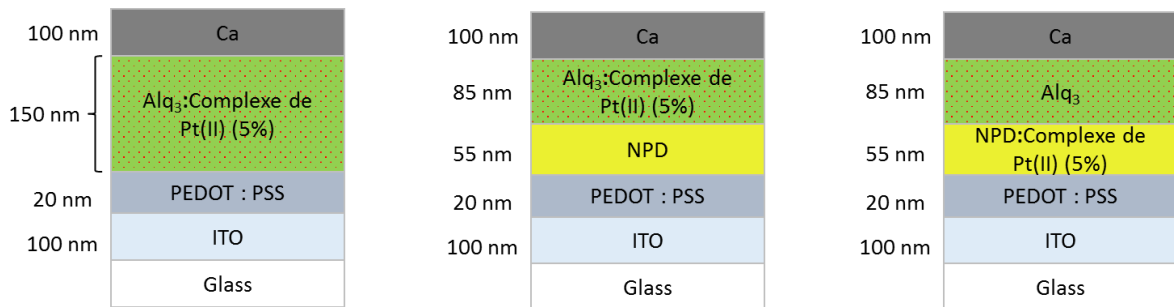 100 nm
Ca
150 nm
Alq₃:Complexe de
Pt(II) (5%)
20 nm
PEDOT : PSS
100 nm
ITO
Glass
100 nm
Ca
85 nm
Alq₃:Complexe de
Pt(II) (5%)
55 nm
NPD
20 nm
PEDOT : PSS
100 nm
ITO
Glass
100 nm
Ca
85 nm
Alq₃
55 nm
NPD:Complexe de
Pt(II) (5%)
20 nm
PEDOT : PSS
100 nm
ITO
Glass